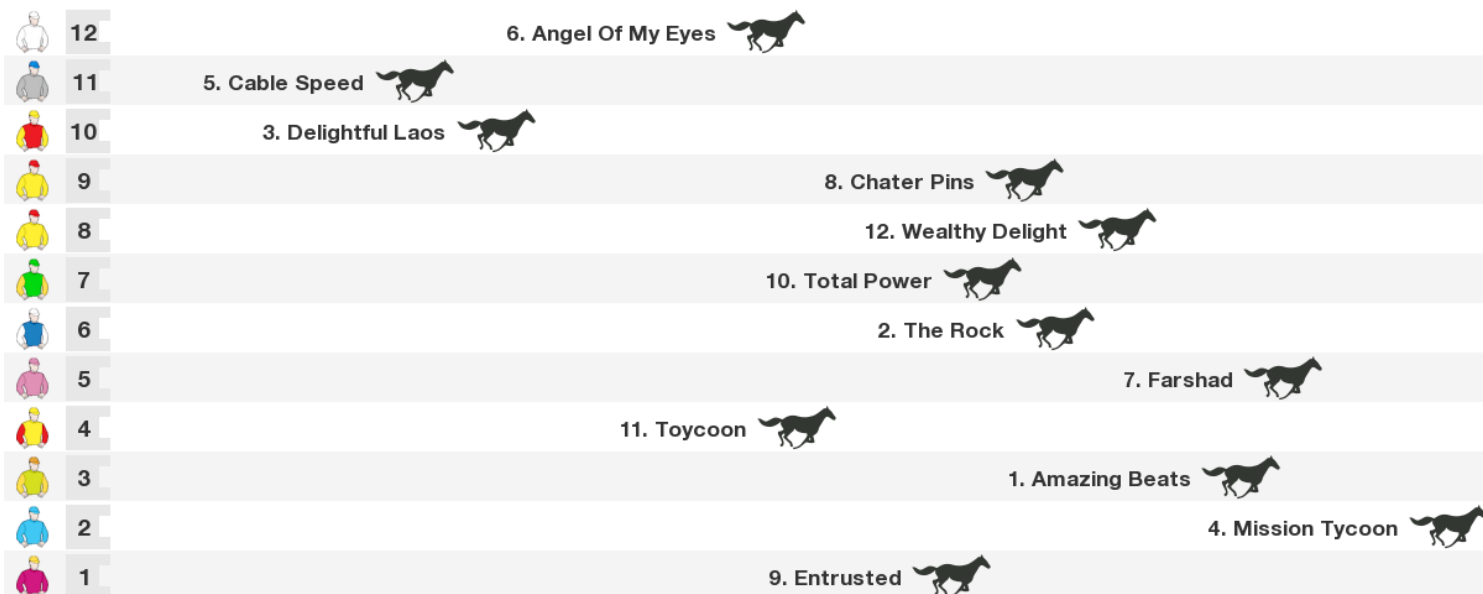 12 6. Angel Of My Eyes
11 5. Cable Speed
10 3. Delightful Laos
9 8. Chater Pins
8 12. Wealthy Delight
7 10. Total Power
6 2. The Rock
5 7. Farshad
4 11. Toycoon
3 1. Amazing Beats
2 4. Mission Tycoon
1 9. Entrusted